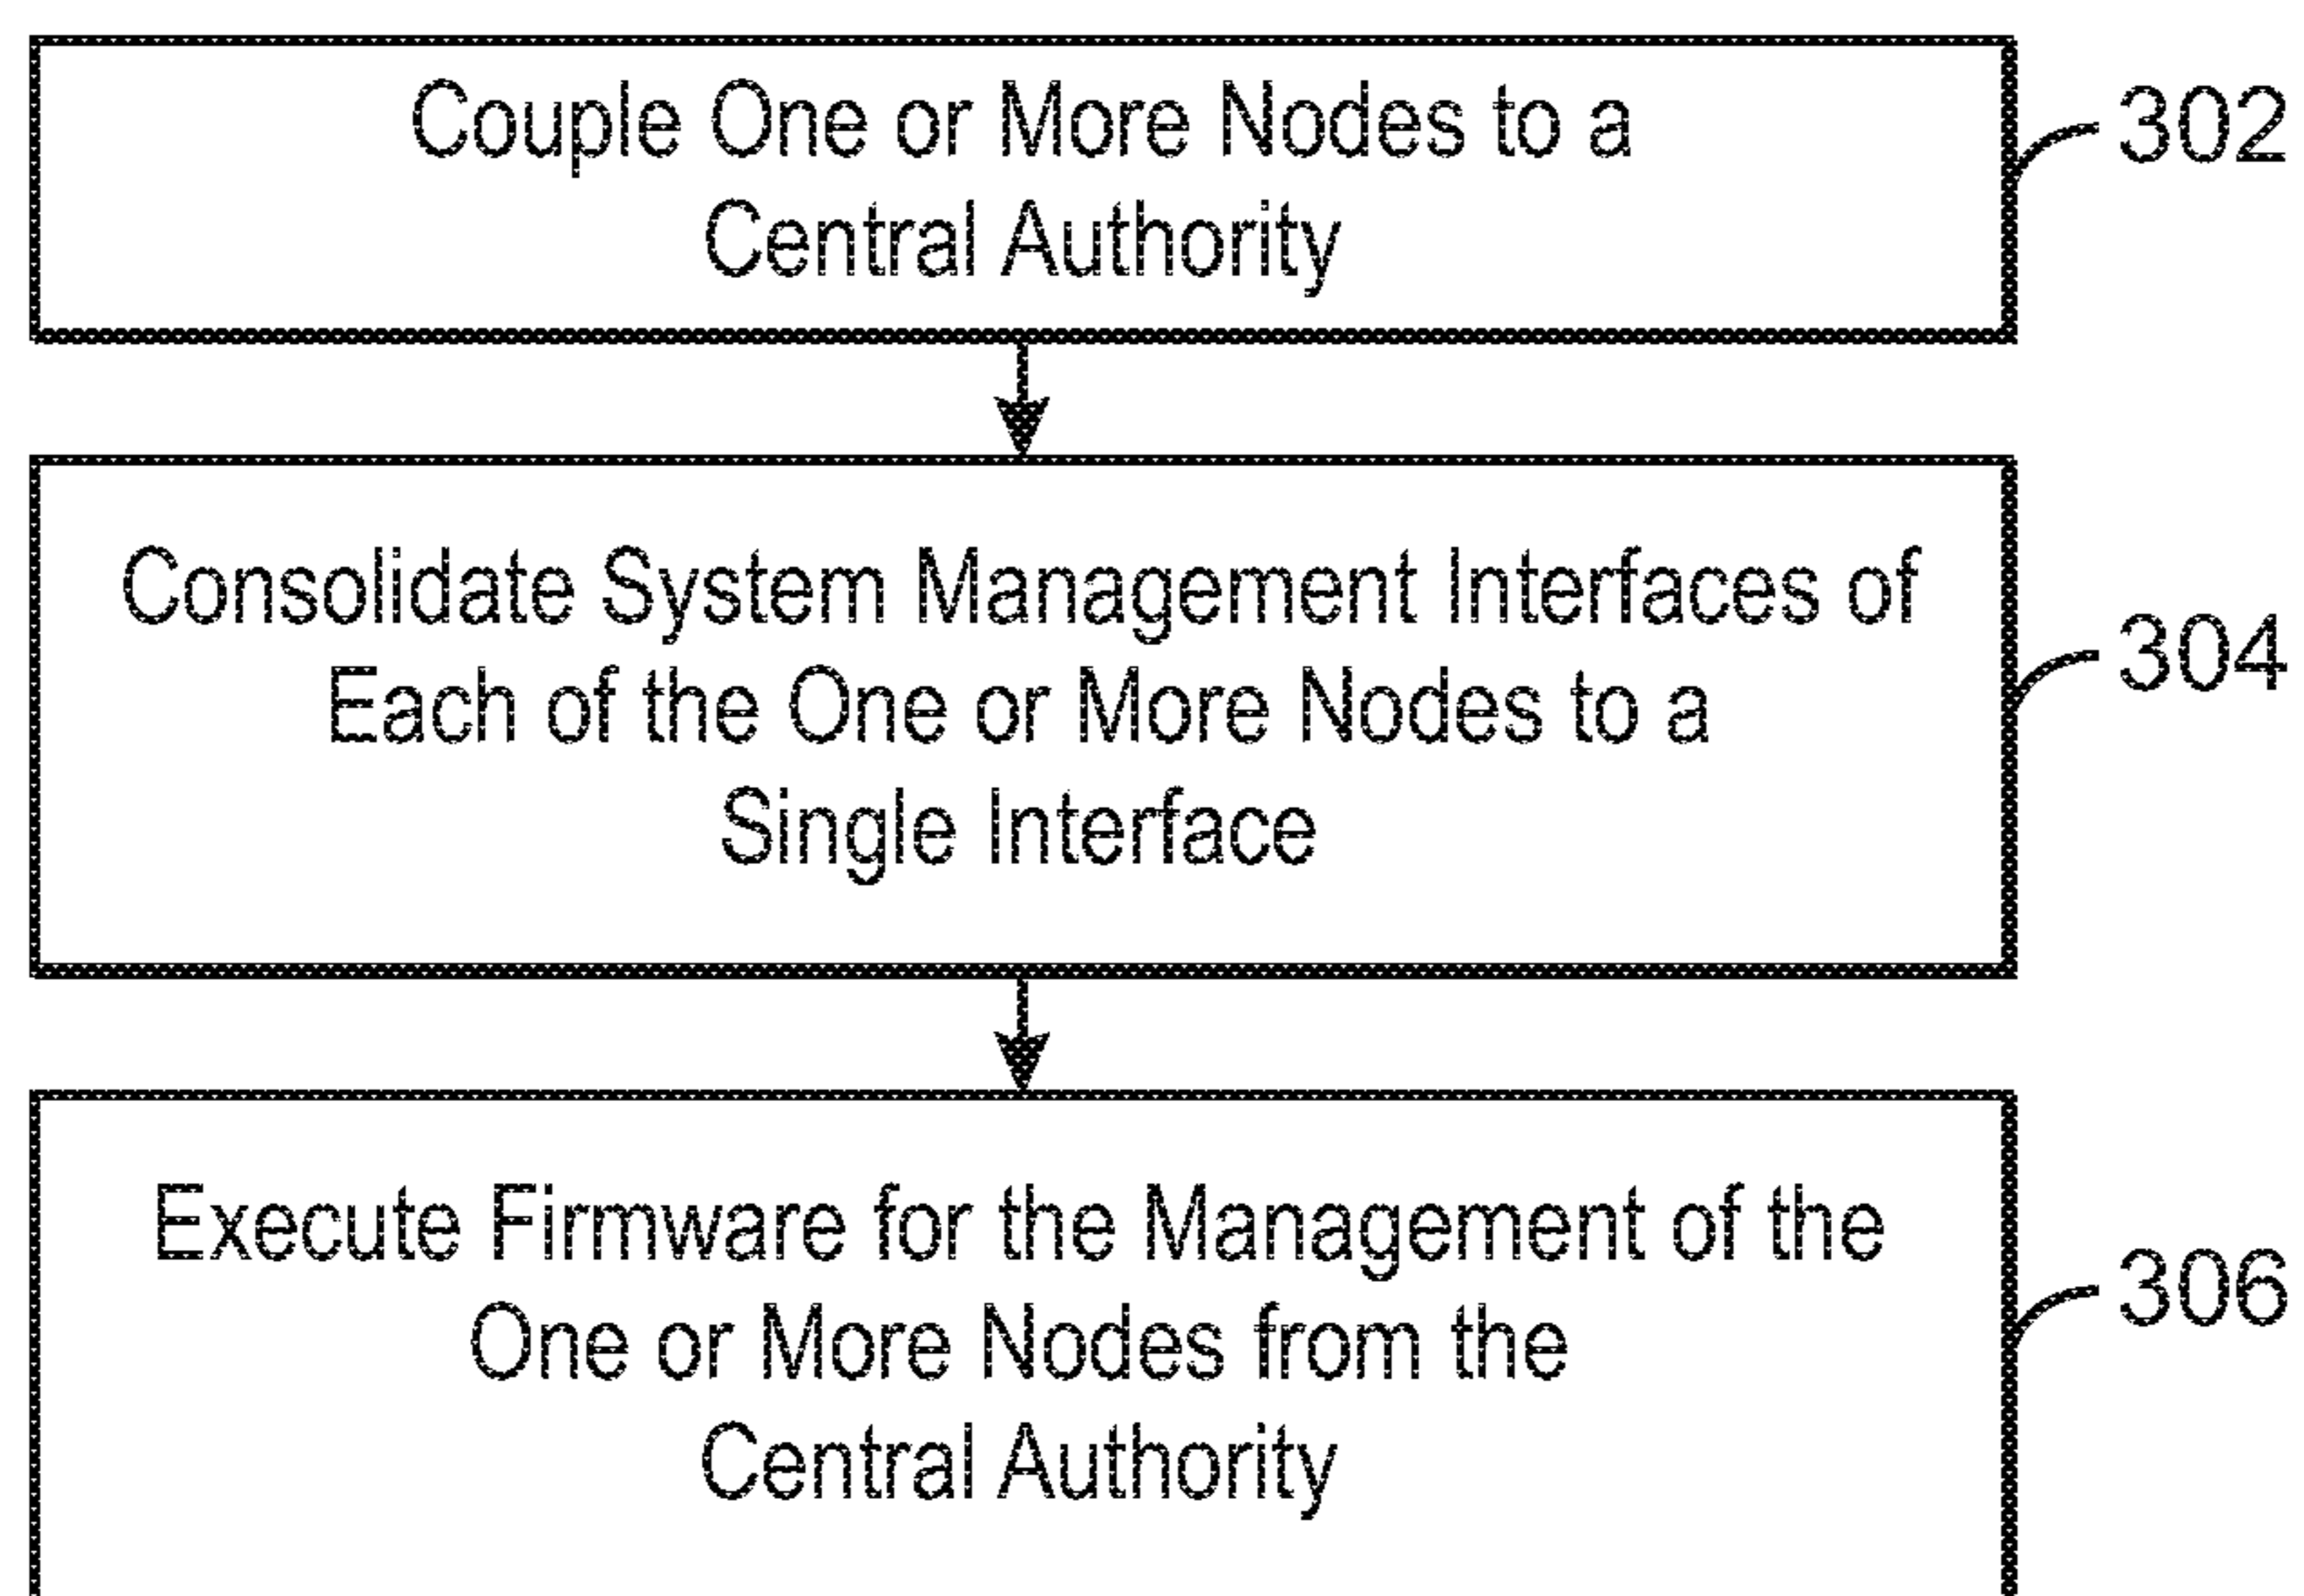 Couple One or More Nodes to a
Central Authority
302
Consolidate System Management Interfaces of
Each of the One or More Nodes to a
Single Interface
304
Execute Firmware for the Management of the
One or More Nodes from the
Central Authority
306